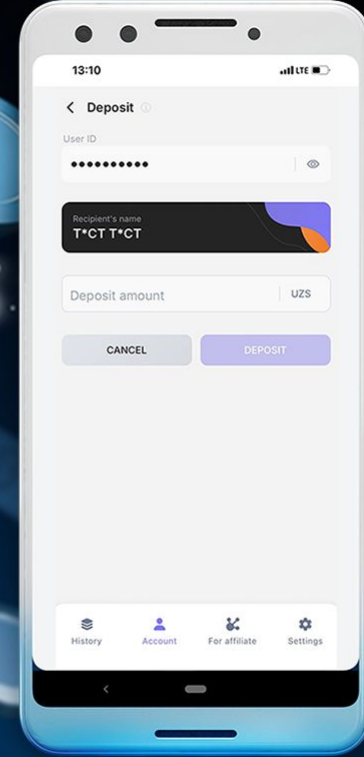 13:10
LTE
Deposit
User ID
••••••••••
Recipient's name
T*CT T*CT
Deposit amount
UZS
CANCEL
DEPOSIT
History
Account
For affiliate
Settings